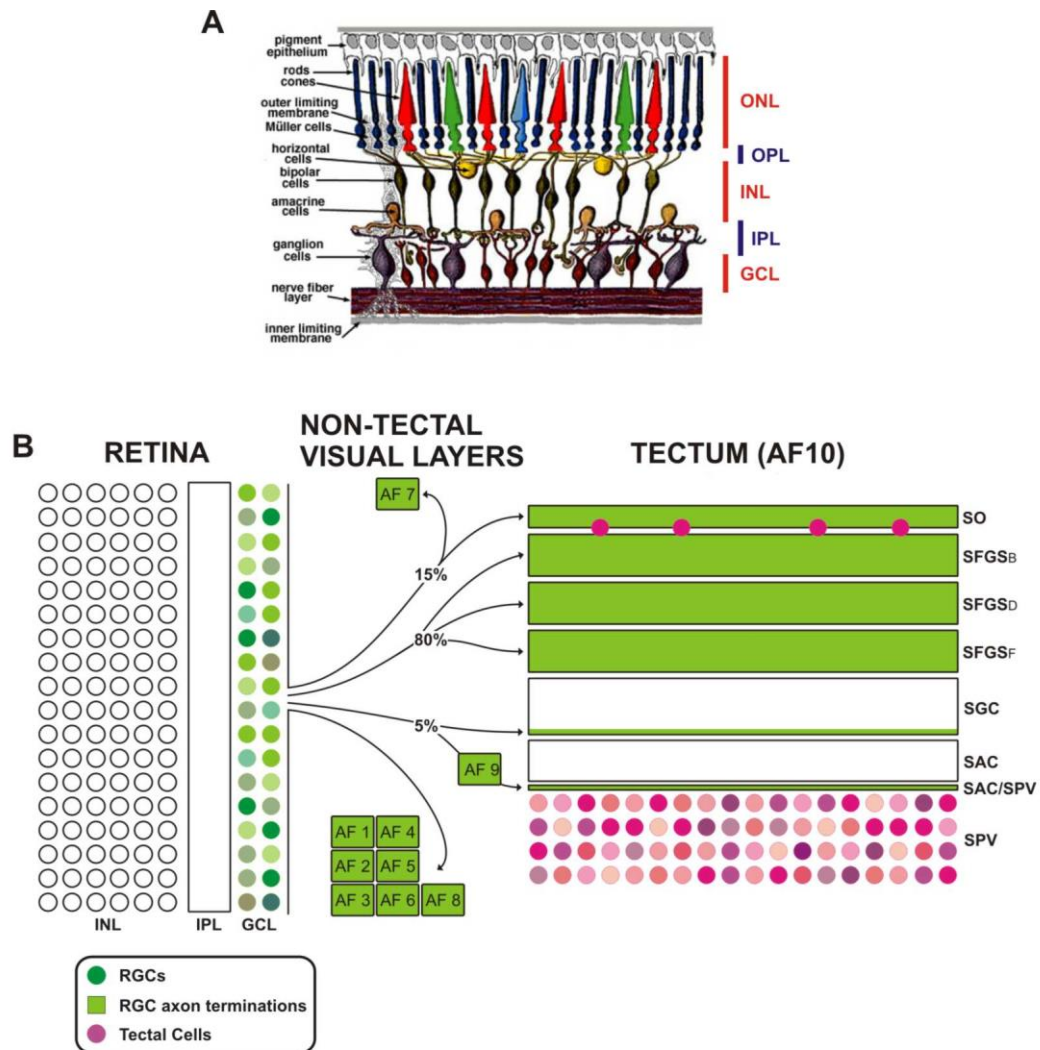 A
pigment
epithelium
rods
cones
outer limiting
membrane
Müller cells
horizontal
cells
bipolar
cells
amacrine
cells
ganglion
cells
nerve fiber
layer
inner limiting
membrane
ONL
OPL
INL
IPL
GCL
B
RETINA
NON-TECTAL
VISUAL LAYERS
TECTUM (AF10)
AF 7
15%
80%
5%
AF 9
AF 1 AF 4
AF 2 AF 5
AF 3 AF 6 AF 8
SO
SFGSB
SFGSD
SFGSF
SGC
SAC
SAC/SPV
SPV
INL IPL GCL
RGCs
RGC axon terminations
Tectal Cells